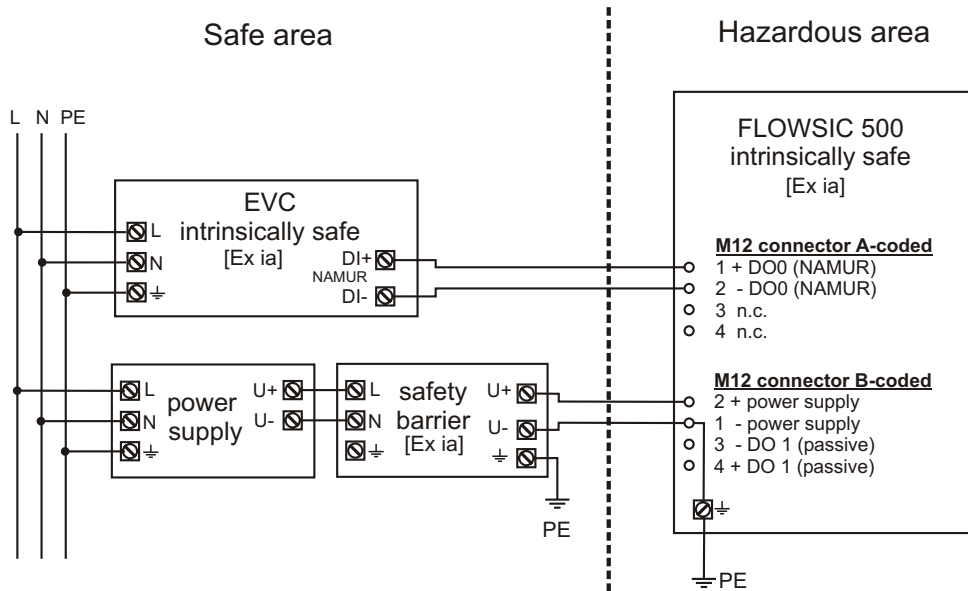 Safe area
Hazardous area
L N PE
EVC
intrinsically safe
[Ex ia]
L
N
DI+
NAMUR
DI-
FLOWSIC 500
intrinsically safe
[Ex ia]
M12 connector A-coded
1 + DO0 (NAMUR)
2 - DO0 (NAMUR)
3 n.c.
4 n.c.
L
N
power
supply
U+
U-
L
N
safety
barrier
[Ex ia]
U+
U-
PE
M12 connector B-coded
2 + power supply
1 - power supply
3 - DO 1 (passive)
4 + DO 1 (passive)
PE